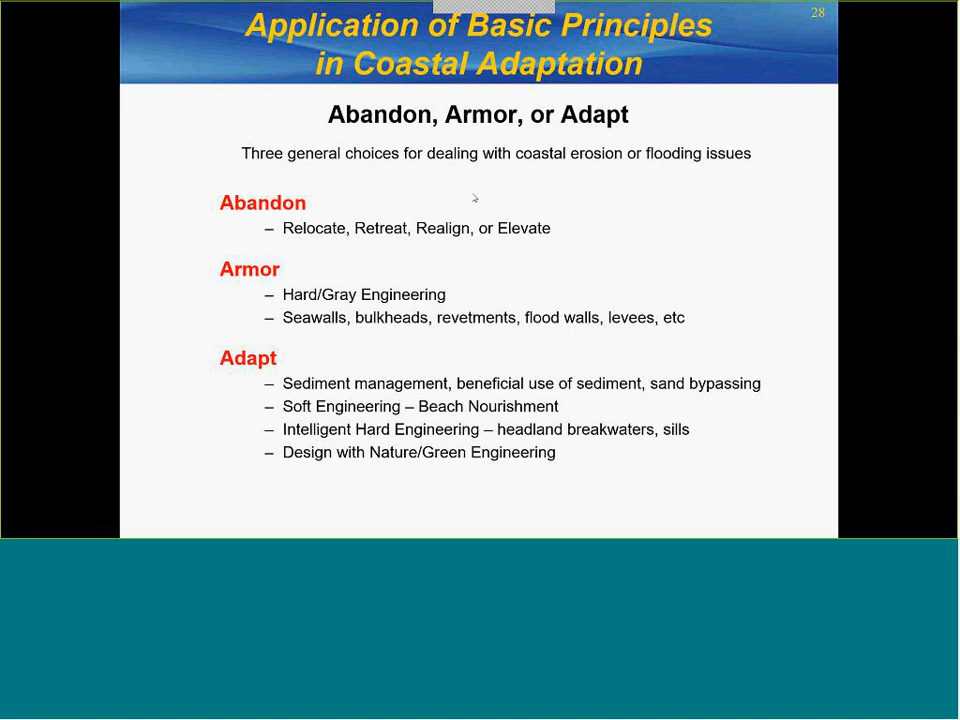 28
Application of Basic Principles
in Coastal Adaptation
Abandon, Armor, or Adapt
Three general choices for dealing with coastal erosion or flooding issues
Abandon
– Relocate, Retreat, Realign, or Elevate
Armor
– Hard/Gray Engineering
– Seawalls, bulkheads, revetments, flood walls, levees, etc
Adapt
– Sediment management, beneficial use of sediment, sand bypassing
– Soft Engineering – Beach Nourishment
– Intelligent Hard Engineering – headland breakwaters, sills
– Design with Nature/Green Engineering